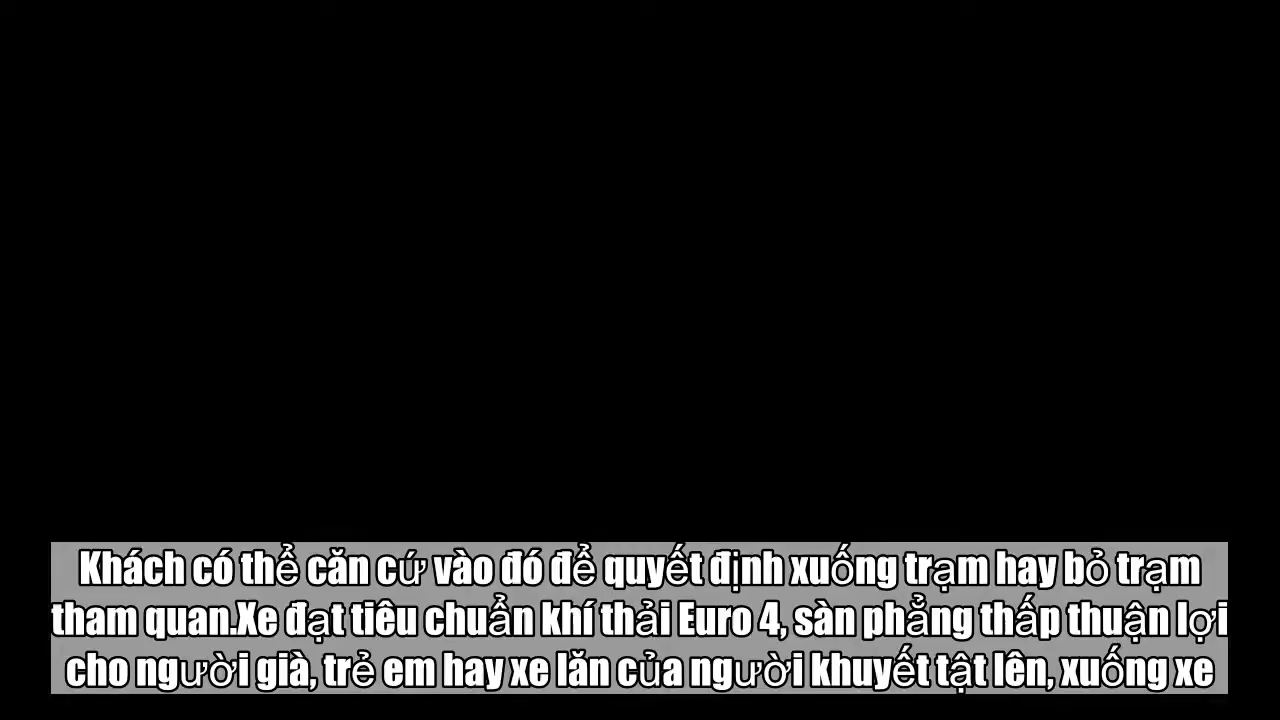 Khách có thể căn cứ vào đó để quyết định xuống trạm hay bỏ trạm
tham quan.Xe đạt tiêu chuẩn khí thải Euro 4, sàn phẳng thấp thuận lợi
cho người già, trẻ em hay xe lăn của người khuyết tật lên, xuống xe